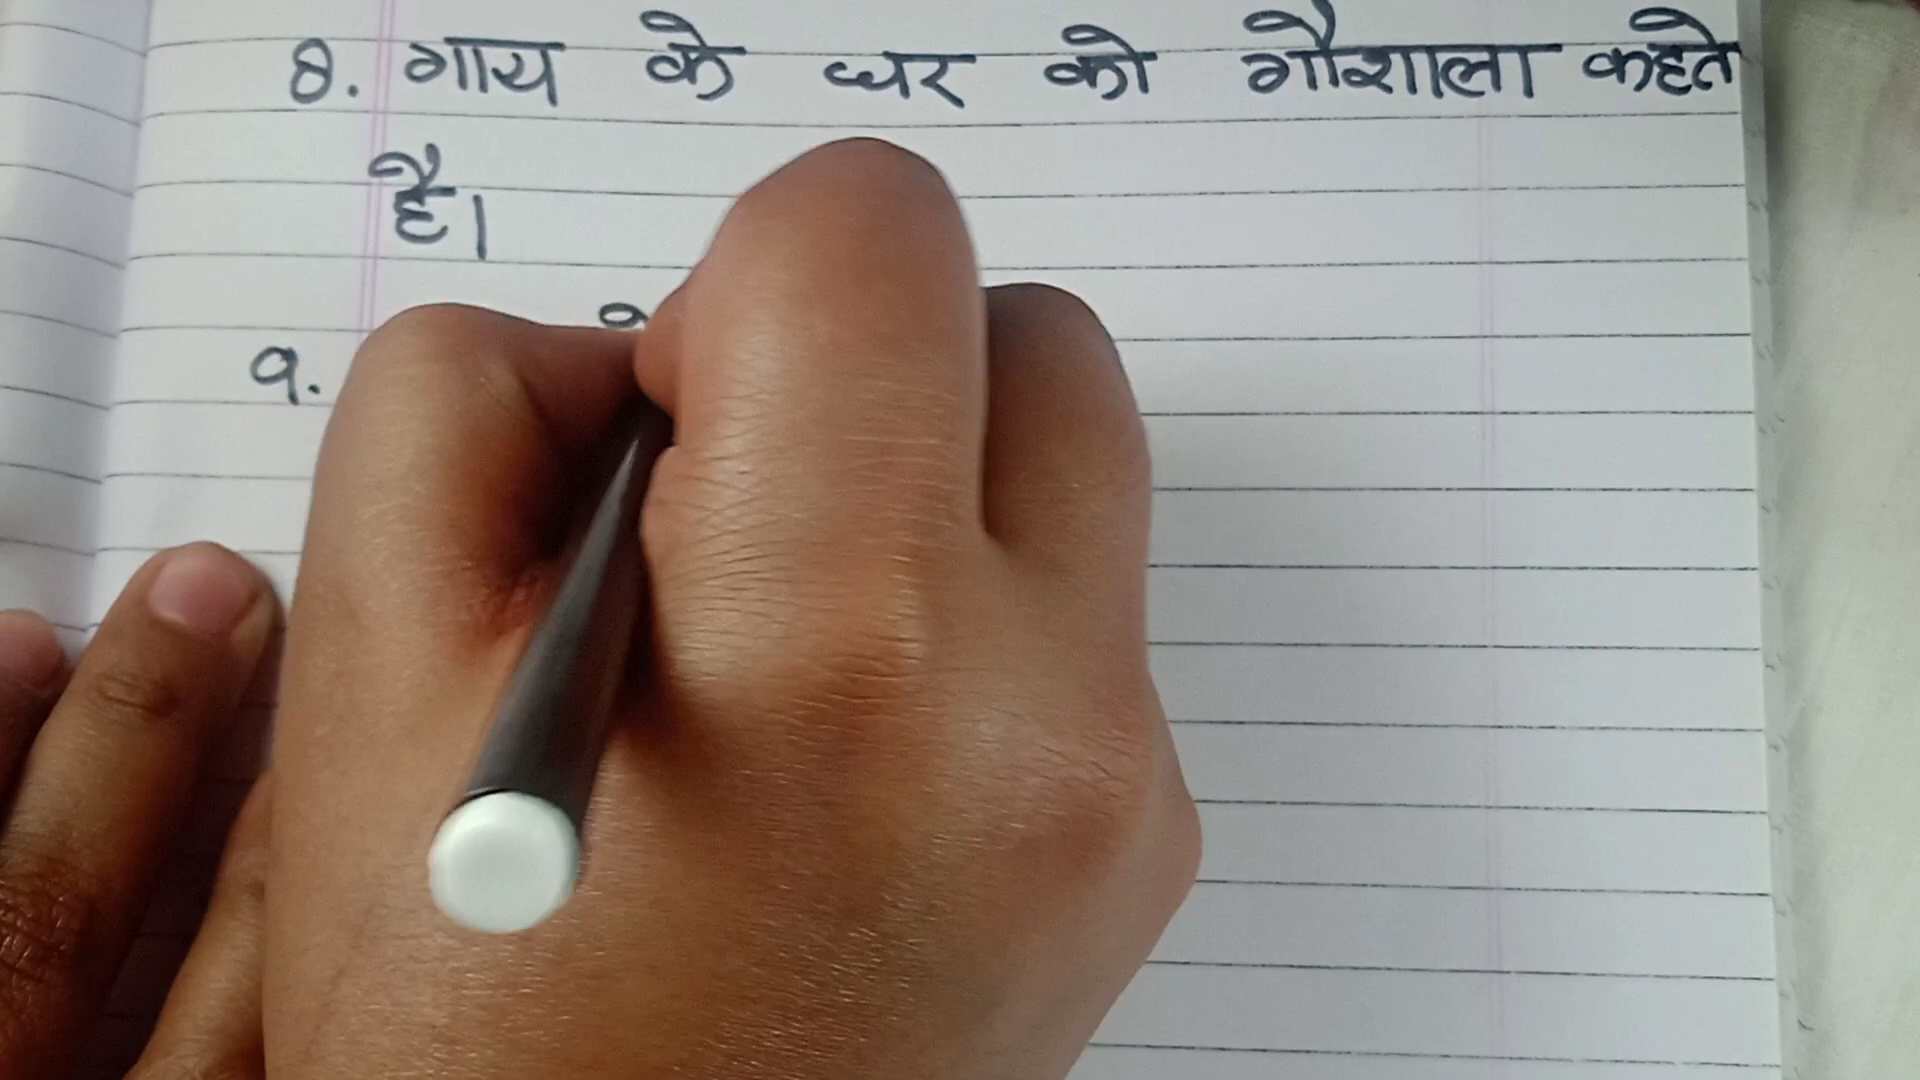 8. गाय के घर को गौशाला कहते
है।
9.